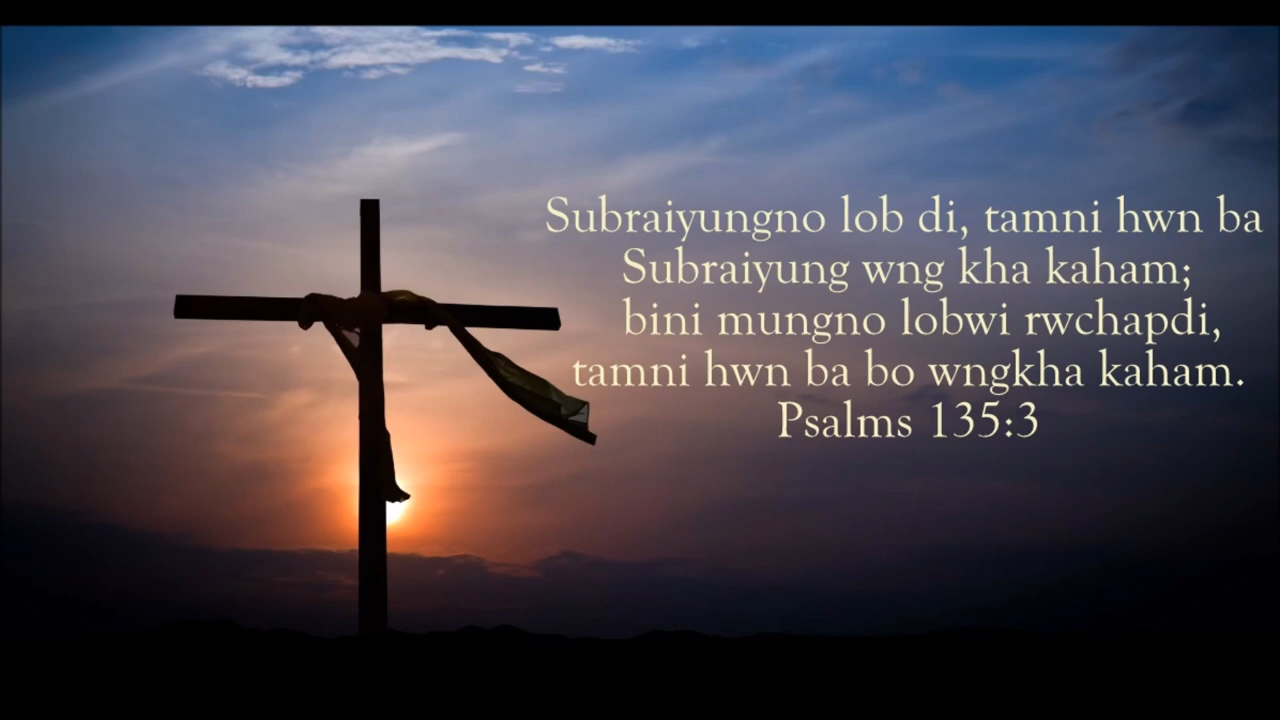 Subraiyungno lob di, tamni hwn ba
Subraiyung wng kha kaham;
bini mungno lobwi rwchapdi,
tamni hwn ba bo wngkha kaham.
Psalms 135:3